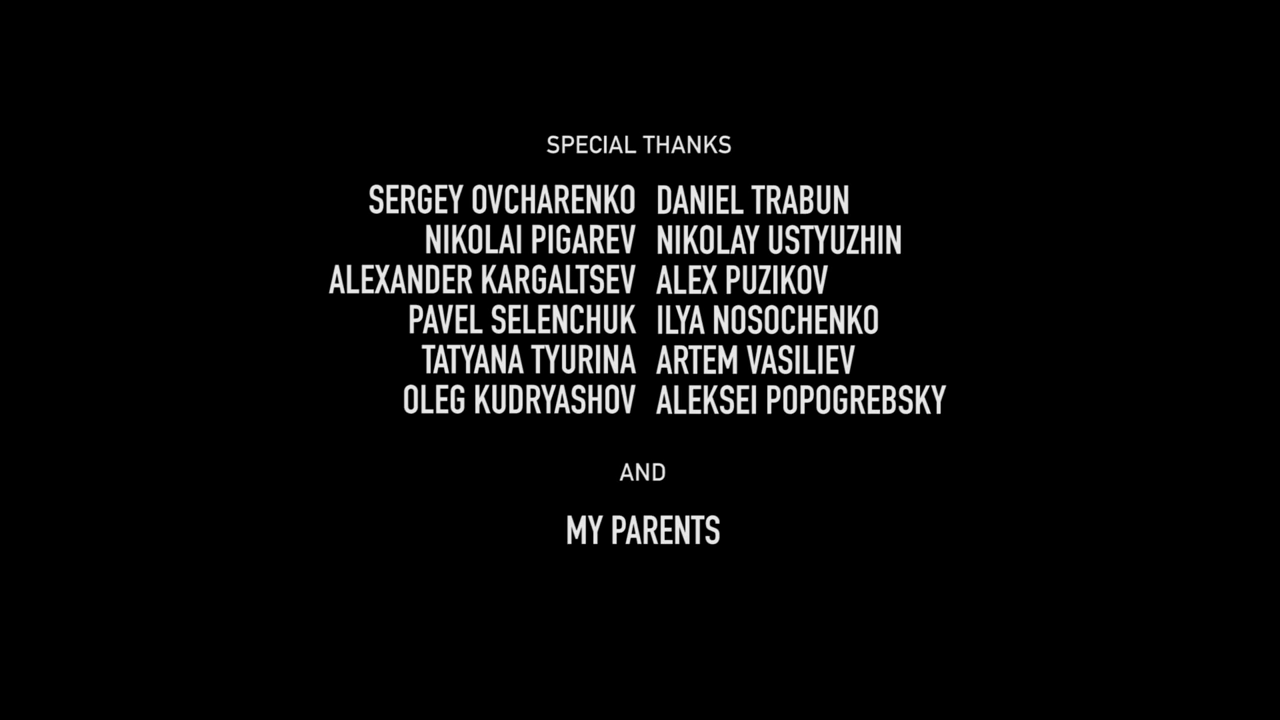 SPECIAL THANKS
SERGEY OVCHARENKO DANIEL TRABUN
NIKOLAI PIGAREV NIKOLAY USTYUZHIN
ALEXANDER KARGALTSEV ALEX PUZIKOV
PAVEL SELENCHUK ILYA NOSOCHENKO
TATYANA TYURINA ARTEM VASILIEV
OLEG KUDRYASHOV ALEKSEI POPOGREBSKY
AND
MY PARENTS